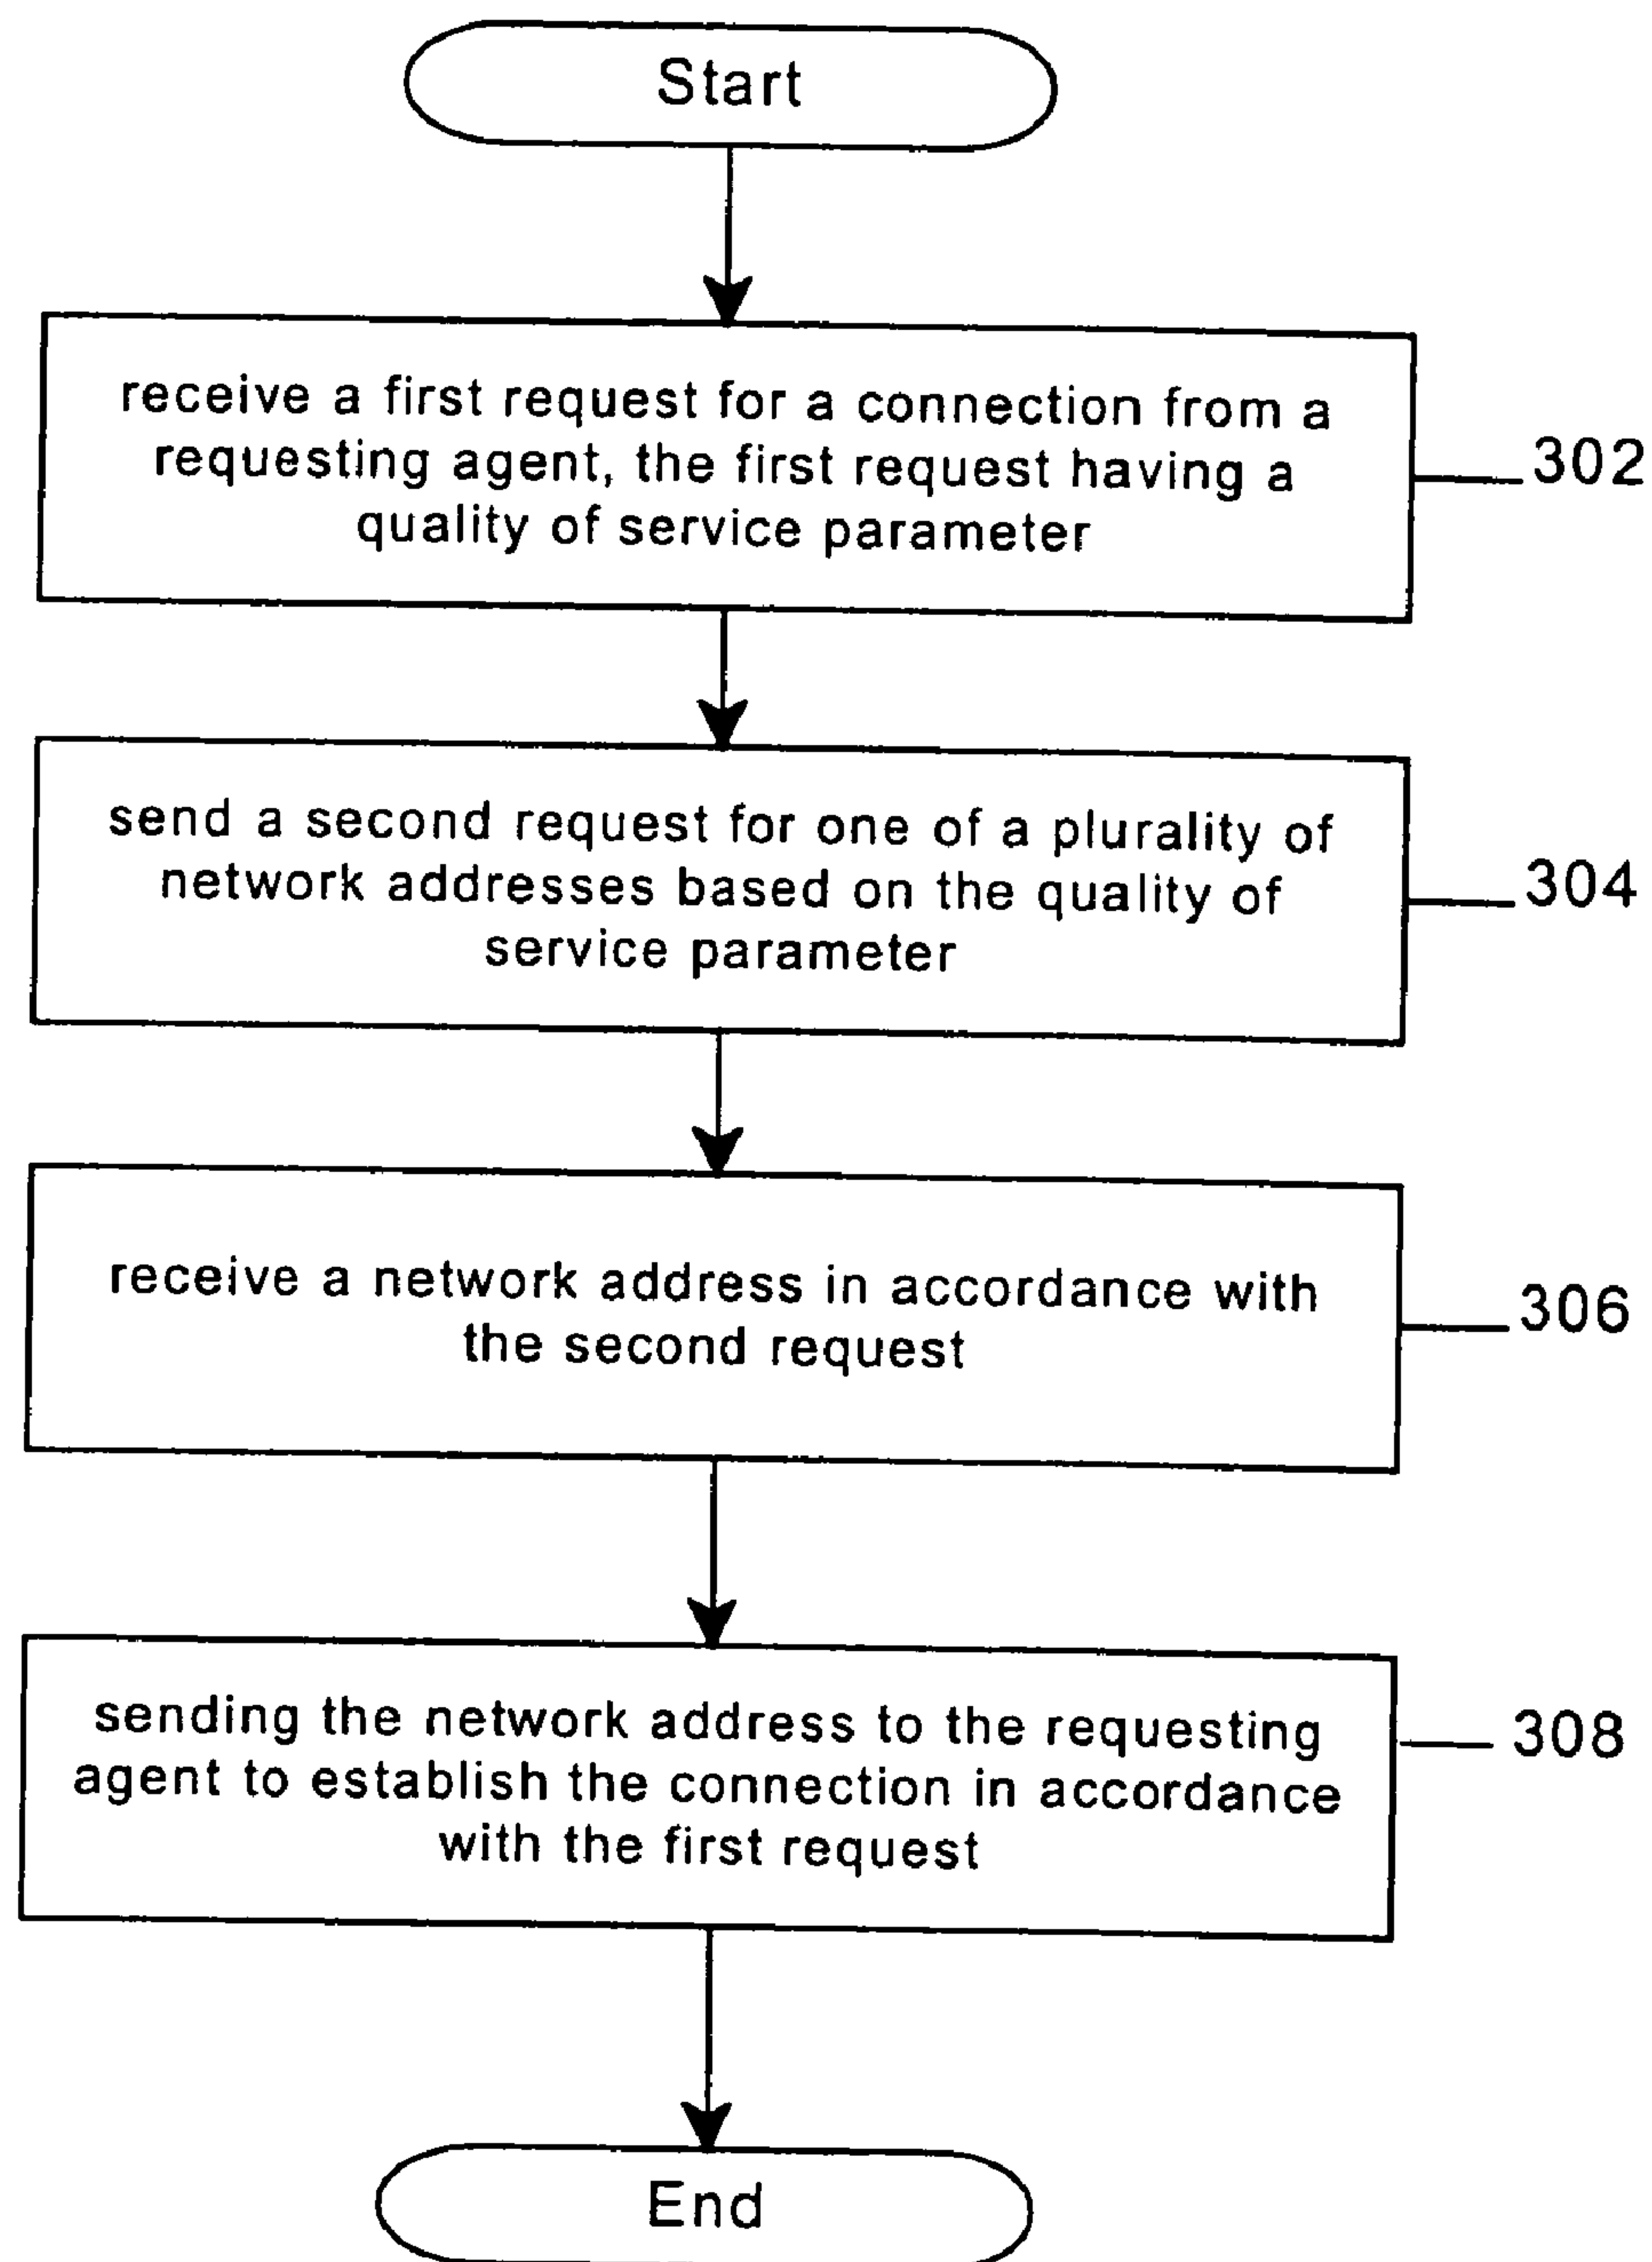 Start
receive a first request for a connection from a
requesting agent, the first request having a
quality of service parameter
302
send a second request for one of a plurality of
network addresses based on the quality of
service parameter
304
receive a network address in accordance with
the second request
306
sending the network address to the requesting
agent to establish the connection in accordance
with the first request
308
End